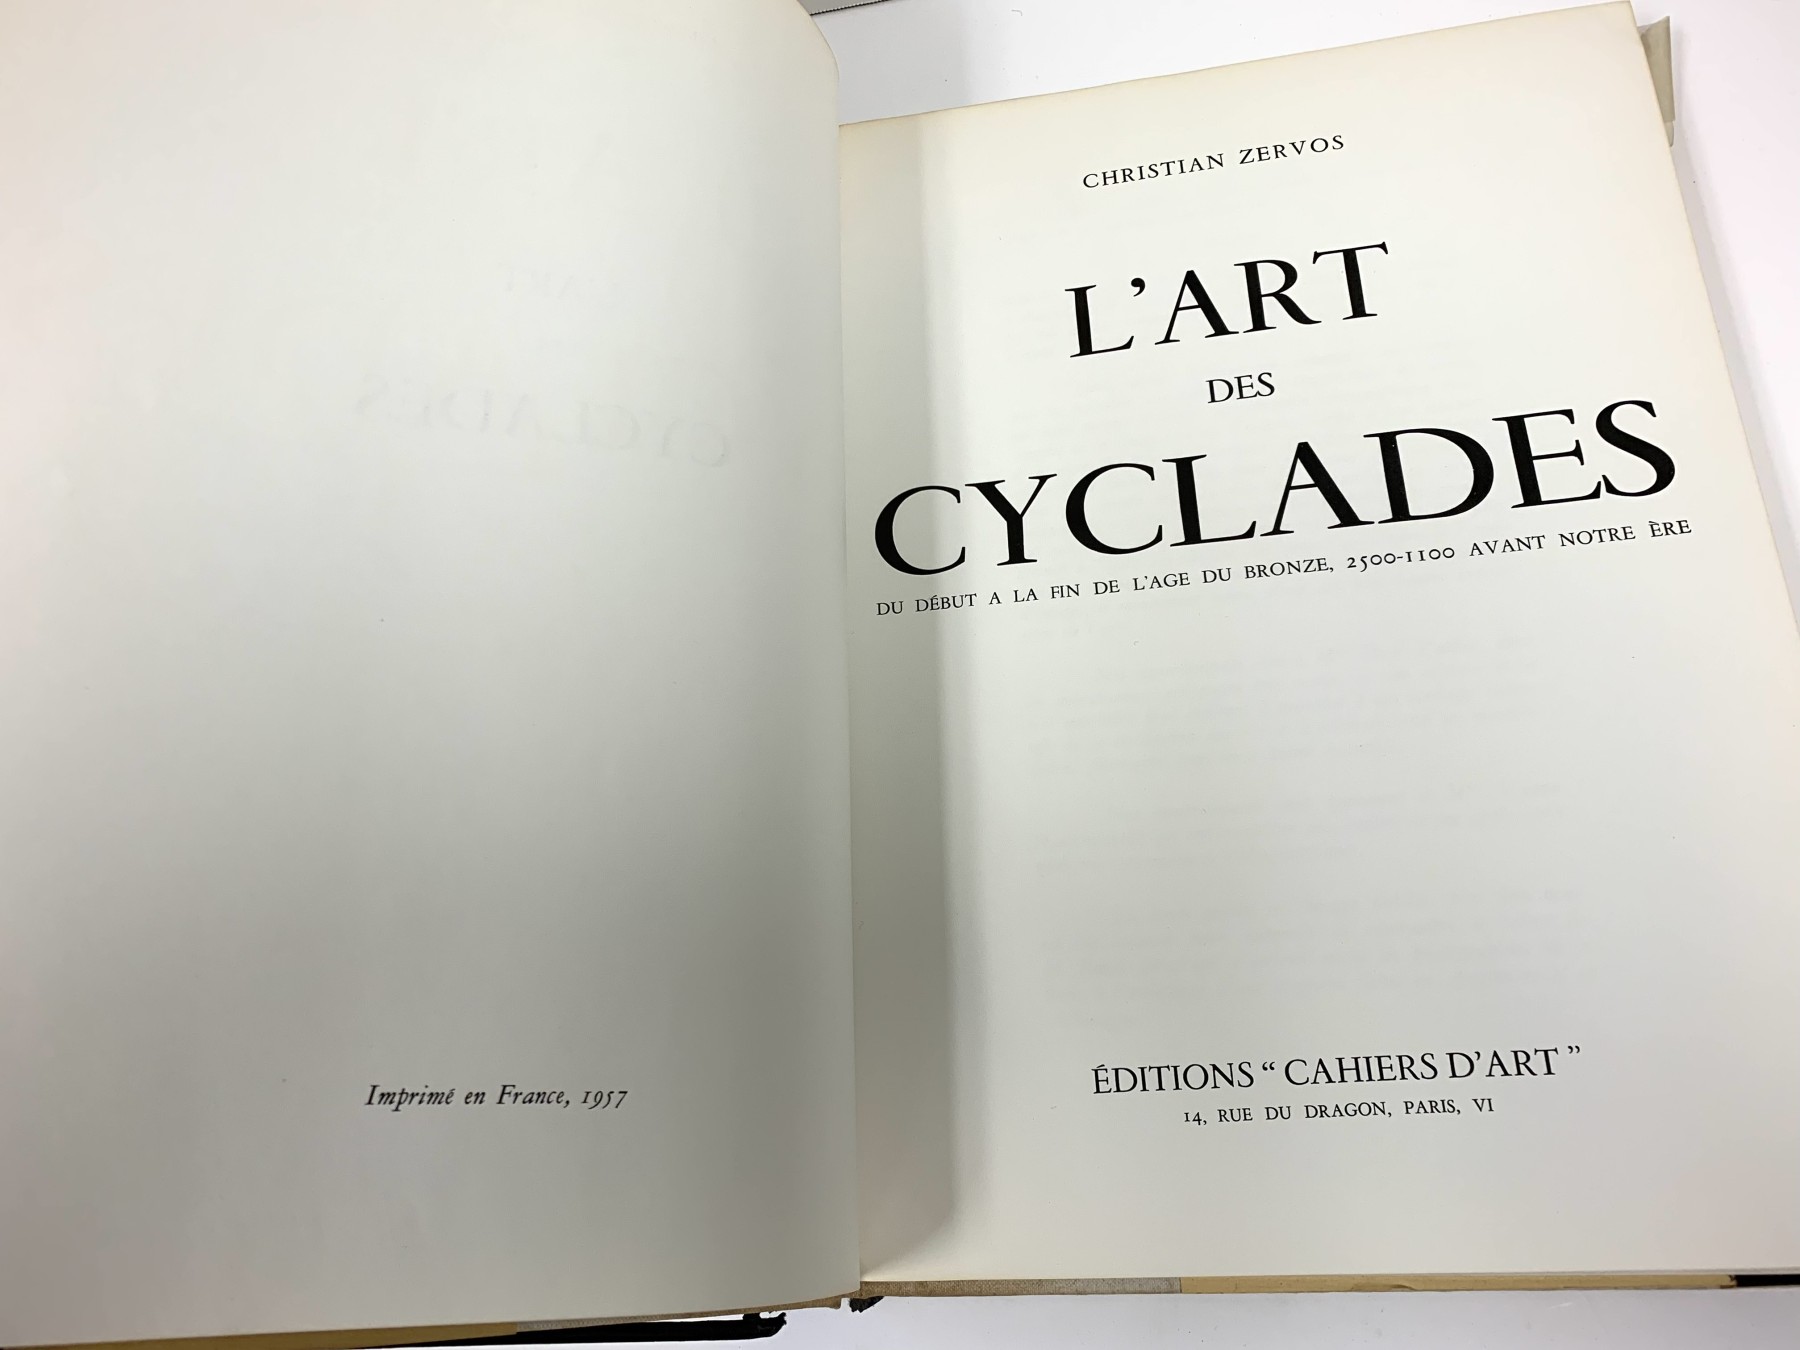 Imprimé en France, 1957
CHRISTIAN ZERVOS
L'ART
DES
CYCLADES
DU DÉBUT A LA FIN DE L'AGE DU BRONZE, 2500-1100 AVANT NOTRE ÈRE
ÉDITIONS “ CAHIERS D'ART ”
14, RUE DU DRAGON, PARIS, VI